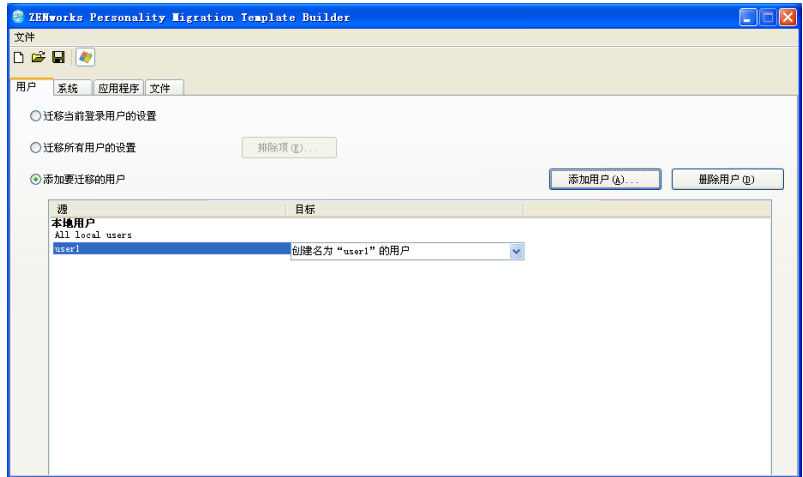 ZENworks Personality Migration Template Builder
文件
用户 系统 应用程序 文件
迁移当前登录用户的设置
迁移所有用户的设置 排除项(E)...
添加要迁移的用户 添加用户(A)... 删除用户(D)
源 目标
本地用户
All local users
user1 创建名为“user1”的用户